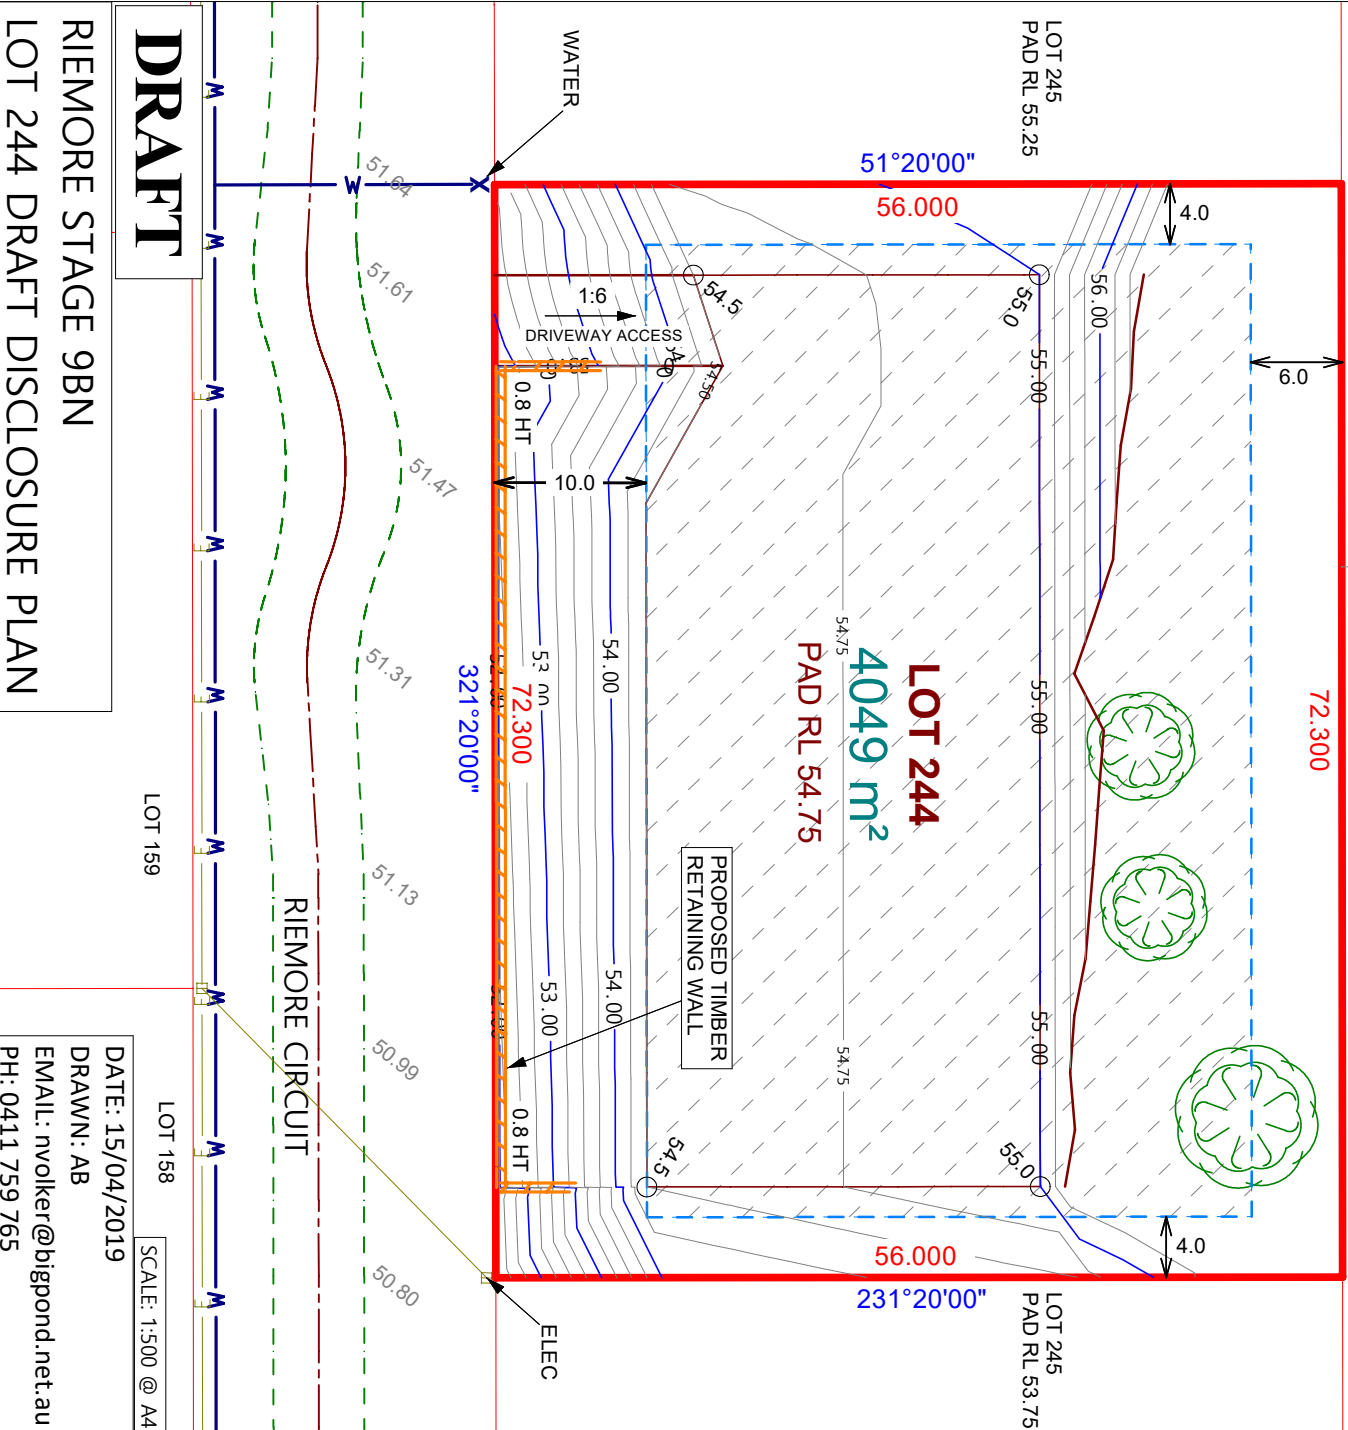 LOT 245
PAD RL 55.25
WATER
51°20'00"
56.000
4.0
6.0
55.0
54.5
56.00
55.00
1:6
DRIVEWAY ACCESS
54.50
0.8 HT
10.0
54.75
54.00
53.00
72.300
321°20'00"
72.300
LOT 244
4049 m²
PAD RL 54.75
55.00
PROPOSED TIMBER
RETAINING WALL
54.00
53.00
54.75
55.00
0.8 HT
54.5
55.0
4.0
56.000
231°20'00"
LOT 245
PAD RL 53.75
ELEC
51.64
51.61
51.47
51.31
51.13
50.99
50.80
RIEMORE CIRCUIT
W
W
W
W
W
W
W
W
W
W
LOT 159
LOT 158
DRAFT
RIEMORE STAGE 9BN
LOT 244 DRAFT DISCLOSURE PLAN
SCALE: 1:500 @ A4
DATE: 15/04/2019
DRAWN: AB
EMAIL: nvolker@bigpond.net.au
PH: 0411 759 765